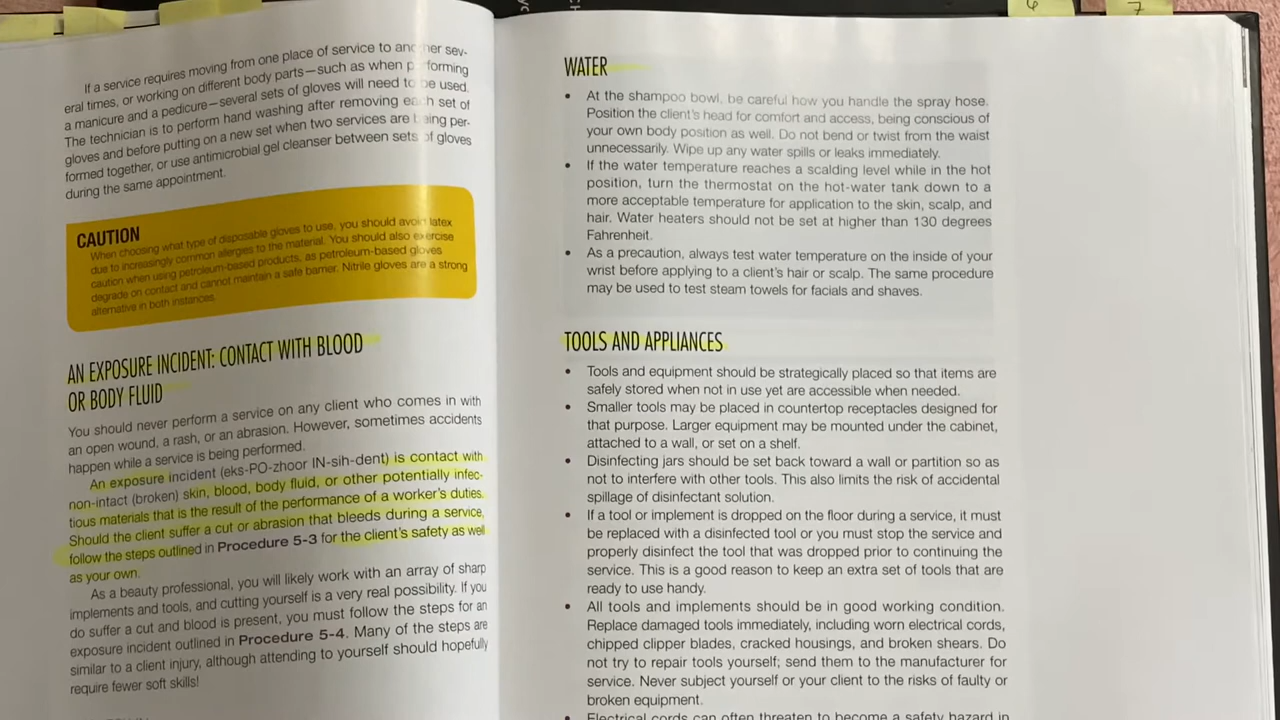 6
7
If a service requires moving from one place of service to another sev-
eral times, or working on different body parts—such as when performing
a manicure and a pedicure—several sets of gloves will need to be used.
The technician is to perform hand washing after removing each set of
gloves and before putting on a new set when two services are being per-
formed together, or use antimicrobial gel cleanser between sets of gloves
during the same appointment.
CAUTION
When choosing what type of disposable gloves to use, you should avoid latex
due to increasingly common allergies to the material. You should also exercise
caution when using petroleum-based products, as petroleum-based gloves
degrade on contact and cannot maintain a safe barrier. Nitrile gloves are a strong
alternative in both instances.
AN EXPOSURE INCIDENT: CONTACT WITH BLOOD
OR BODY FLUID
You should never perform a service on any client who comes in with
an open wound, a rash, or an abrasion. However, sometimes accidents
happen while a service is being performed.
An exposure incident (eks-PO-zhoor IN-sih-dent) is contact with
non-intact (broken) skin, blood, body fluid, or other potentially infec-
tious materials that is the result of the performance of a worker's duties.
Should the client suffer a cut or abrasion that bleeds during a service,
follow the steps outlined in Procedure 5-3 for the client's safety as well
as your own.
As a beauty professional, you will likely work with an array of sharp
implements and tools, and cutting yourself is a very real possibility. If you
do suffer a cut and blood is present, you must follow the steps for an
exposure incident outlined in Procedure 5-4. Many of the steps are
similar to a client injury, although attending to yourself should hopefully
require fewer soft skills!
WATER
• At the shampoo bowl, be careful how you handle the spray hose.
Position the client's head for comfort and access, being conscious of
your own body position as well. Do not bend or twist from the waist
unnecessarily. Wipe up any water spills or leaks immediately.
• If the water temperature reaches a scalding level while in the hot
position, turn the thermostat on the hot-water tank down to a
more acceptable temperature for application to the skin, scalp, and
hair. Water heaters should not be set at higher than 130 degrees
Fahrenheit.
• As a precaution, always test water temperature on the inside of your
wrist before applying to a client's hair or scalp. The same procedure
may be used to test steam towels for facials and shaves.
TOOLS AND APPLIANCES
• Tools and equipment should be strategically placed so that items are
safely stored when not in use yet are accessible when needed.
• Smaller tools may be placed in countertop receptacles designed for
that purpose. Larger equipment may be mounted under the cabinet,
attached to a wall, or set on a shelf.
• Disinfecting jars should be set back toward a wall or partition so as
not to interfere with other tools. This also limits the risk of accidental
spillage of disinfectant solution.
• If a tool or implement is dropped on the floor during a service, it must
be replaced with a disinfected tool or you must stop the service and
properly disinfect the tool that was dropped prior to continuing the
service. This is a good reason to keep an extra set of tools that are
ready to use handy.
• All tools and implements should be in good working condition.
Replace damaged tools immediately, including worn electrical cords,
chipped clipper blades, cracked housings, and broken shears. Do
not try to repair tools yourself; send them to the manufacturer for
service. Never subject yourself or your client to the risks of faulty or
broken equipment.
• Electrical cords can often threaten to become a safety hazard in